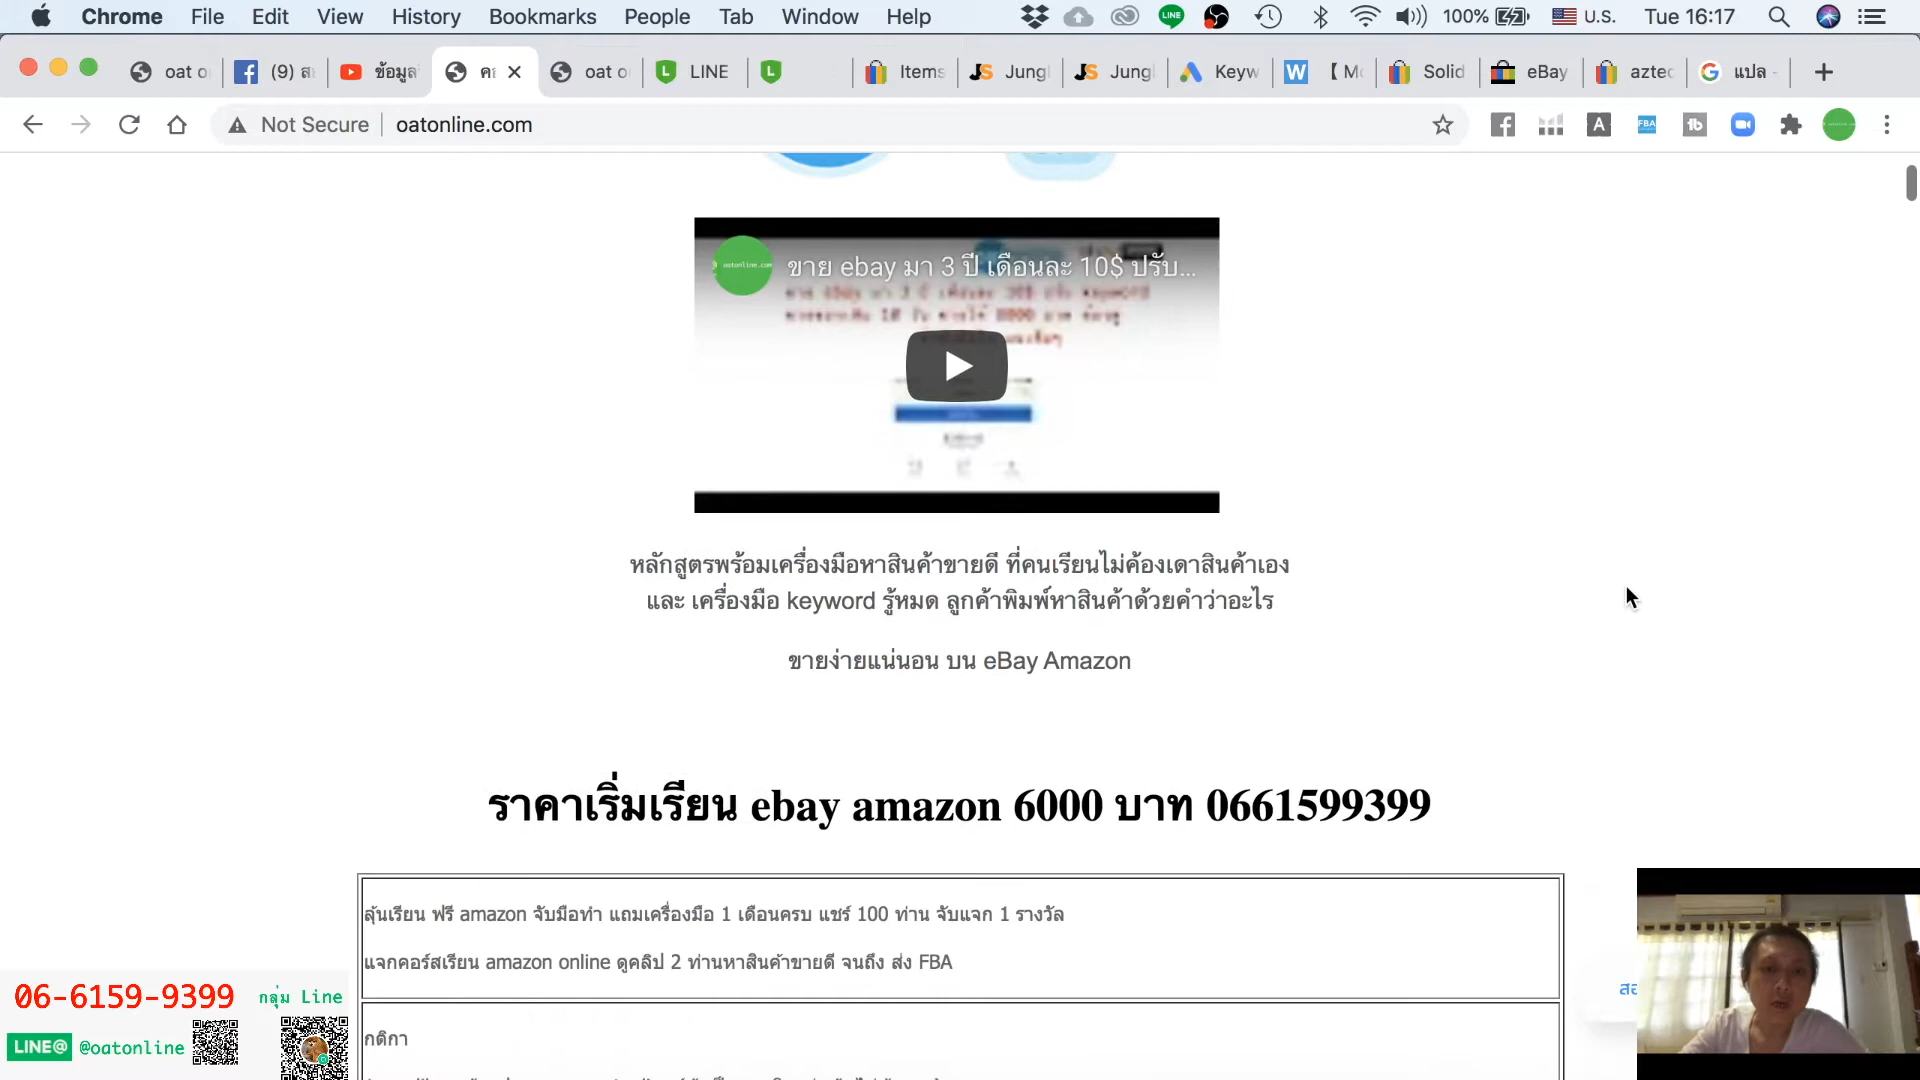 Chrome File Edit View History Bookmarks People Tab Window Help 100% U.S. Tue 16:17
oat o (9) ส ข้อมูล ค oat o LINE Items Jungl Jungl Keyw 【 Mo Solid eBay aztec แปล -
Not Secure oatonline.com
oatonline.com
ขาย ebay มา 3 ปี เดือนละ 10$ ปรับ...
หลักสูตรพร้อมเครื่องมือหาสินค้าขายดี ที่คนเรียนไม่ค้องเดาสินค้าเอง
และ เครื่องมือ keyword รู้หมด ลูกค้าพิมพ์หาสินค้าด้วยคำว่าอะไร
ขายง่ายแน่นอน บน eBay Amazon
ราคาเริ่มเรียน ebay amazon 6000 บาท 0661599399
ลุ้นเรียน ฟรี amazon จับมือทำ แถมเครื่องมือ 1 เดือนครบ แชร์ 100 ท่าน จับแจก 1 รางวัล
แจกคอร์สเรียน amazon online ดูคลิป 2 ท่านหาสินค้าขายดี จนถึง ส่ง FBA
กติกา
06-6159-9399 กลุ่ม Line
LINE@ @oatonline